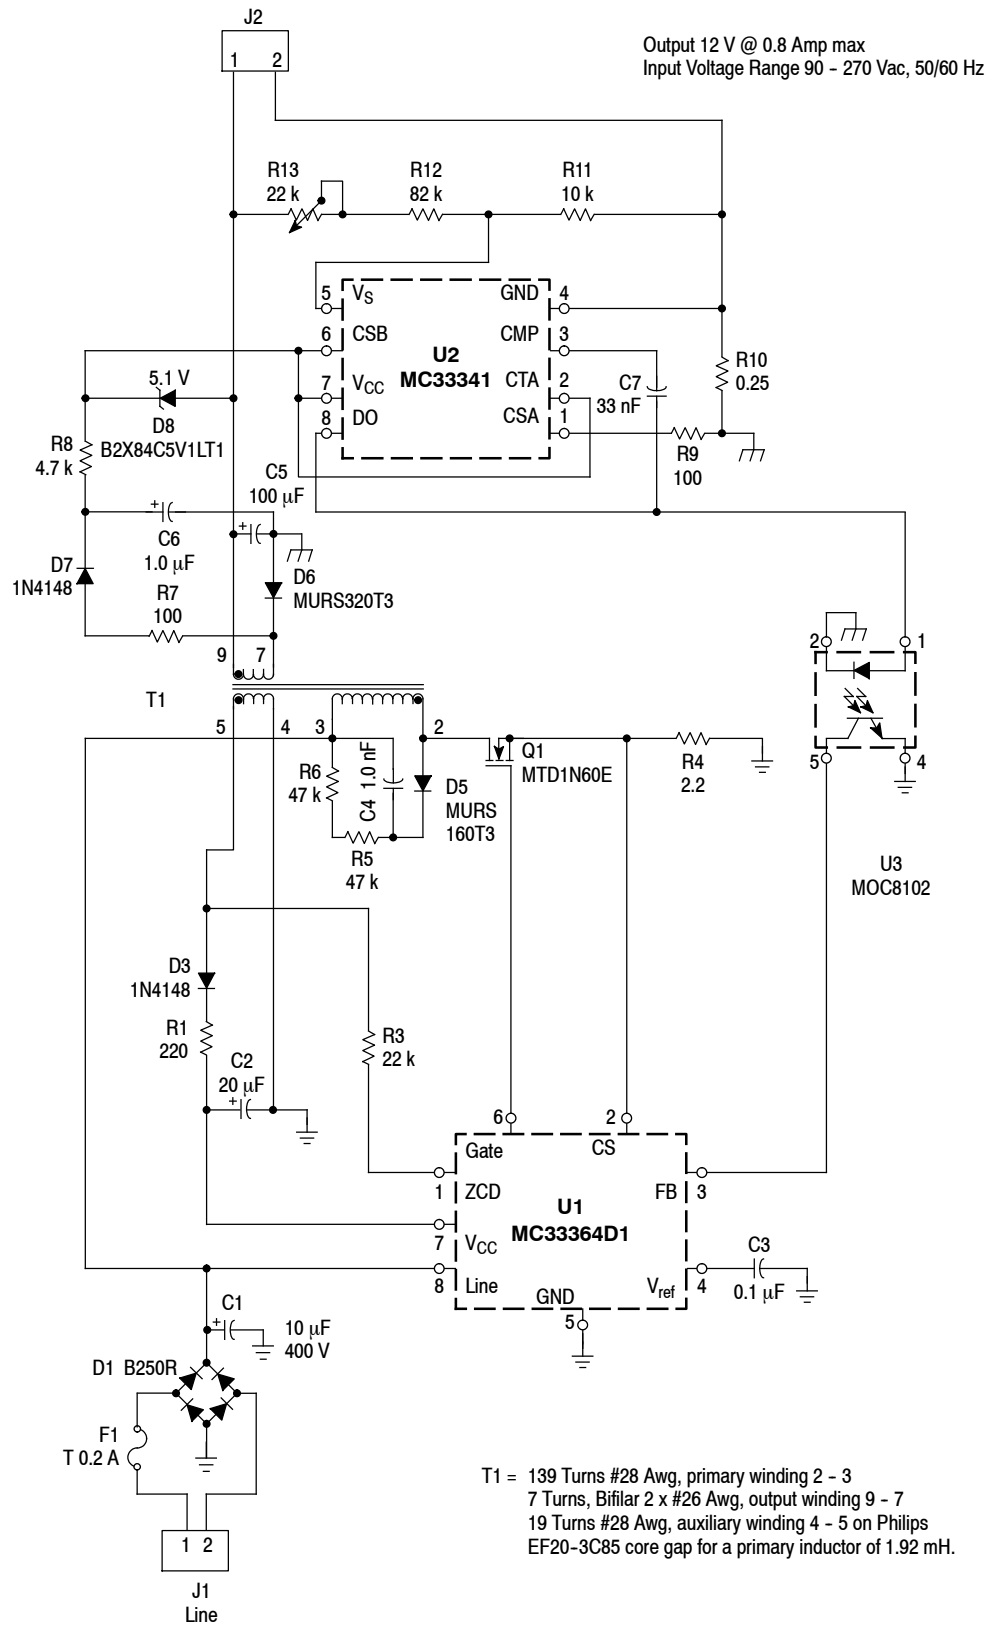 J2
1 2
Output 12 V @ 0.8 Amp max
Input Voltage Range 90 - 270 Vac, 50/60 Hz
R13
22 k
R12
82 k
R11
10 k
5
VS
GND
4
6
CSB
CMP
3
U2
MC33341
7
VCC
CTA
2
8
DO
CSA
1
C7
33 nF
R10
0.25
R9
100
5.1 V
D8
B2X84C5V1LT1
R8
4.7 k
C5
100 μF
+
+
C6
1.0 μF
D7
1N4148
R7
100
D6
MURS320T3
9 7
T1
5 4 3 2
2 1
5 4
U3
MOC8102
R6
47 k
C4 1.0 nF
D5
MURS
160T3
R5
47 k
Q1
MTD1N60E
R4
2.2
D3
1N4148
R1
220
R3
22 k
C2
20 μF
+
6 2
Gate
CS
1
ZCD
FB
3
U1
MC33364D1
7
VCC
8
Line
Vref
4
GND
5
C3
0.1 μF
C1
+
10 μF
400 V
D1 B250R
F1
T 0.2 A
1 2
J1
Line
T1 = 139 Turns #28 Awg, primary winding 2 - 3
7 Turns, Bifilar 2 x #26 Awg, output winding 9 - 7
19 Turns #28 Awg, auxiliary winding 4 - 5 on Philips
EF20-3C85 core gap for a primary inductor of 1.92 mH.